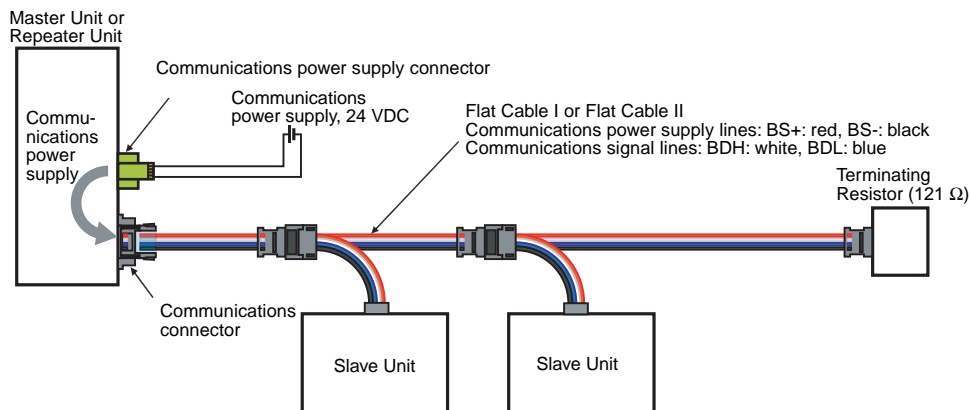 Master Unit or
Repeater Unit
Communications power supply connector
Communications
power supply, 24 VDC
Commu-
nications
power
supply
Flat Cable I or Flat Cable II
Communications power supply lines: BS+: red, BS-: black
Communications signal lines: BDH: white, BDL: blue
Terminating
Resistor (121 Ω)
Communications
connector
Slave Unit
Slave Unit